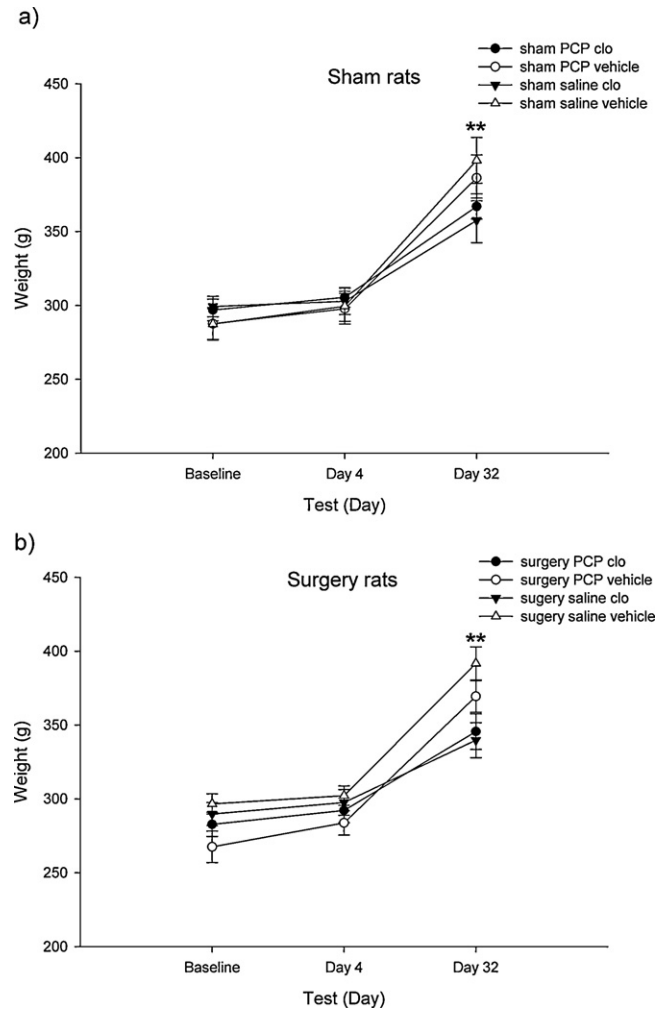 a)
Sham rats
sham PCP clo
sham PCP vehicle
sham saline clo
sham saline vehicle
**
450
400
350
300
250
200
Weight (g)
Baseline
Day 4
Day 32
Test (Day)
b)
Surgery rats
surgery PCP clo
surgery PCP vehicle
sugery saline clo
sugery saline vehicle
**
450
400
350
300
250
200
Weight (g)
Baseline
Day 4
Day 32
Test (Day)